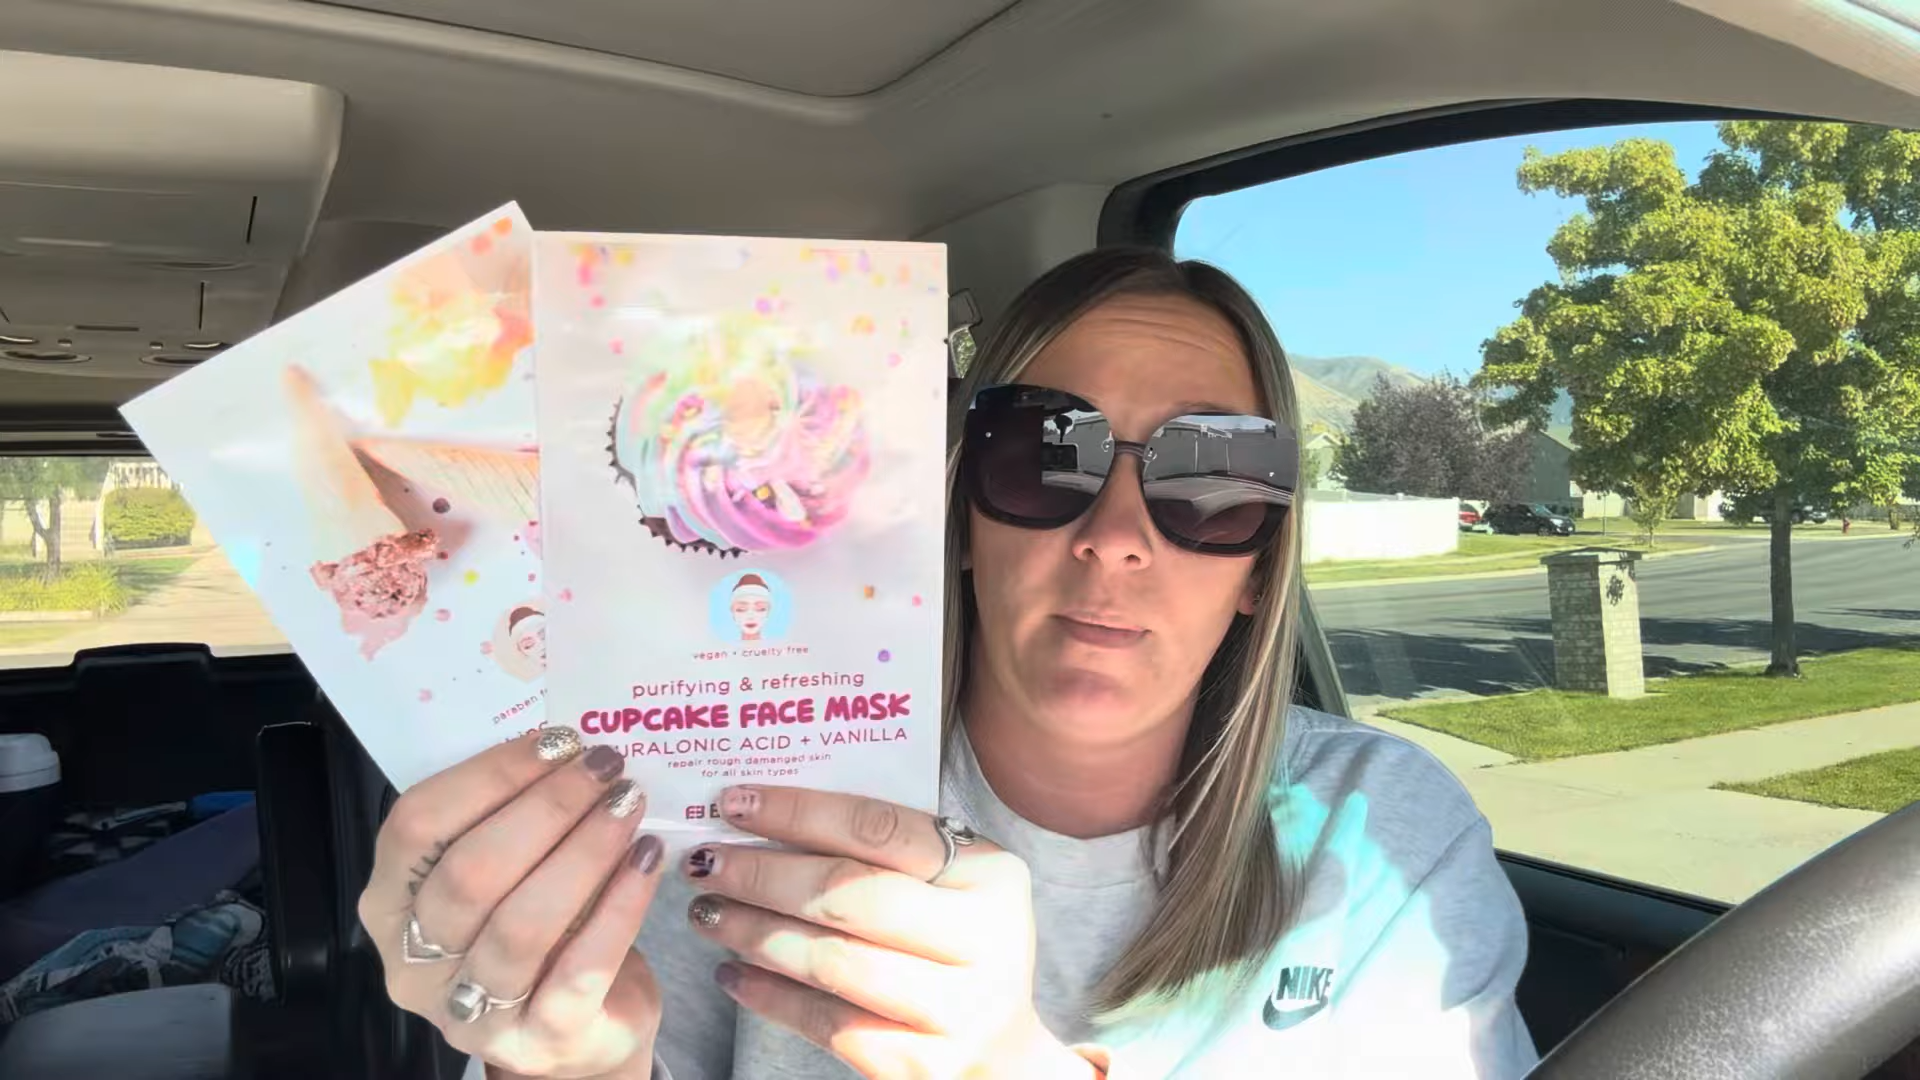 vegan + cruelty free
purifying & refreshing
CUPCAKE FACE MASK
URALONIC ACID + VANILLA
repair rough damaged skin
for all skin types
paraben
NIKE